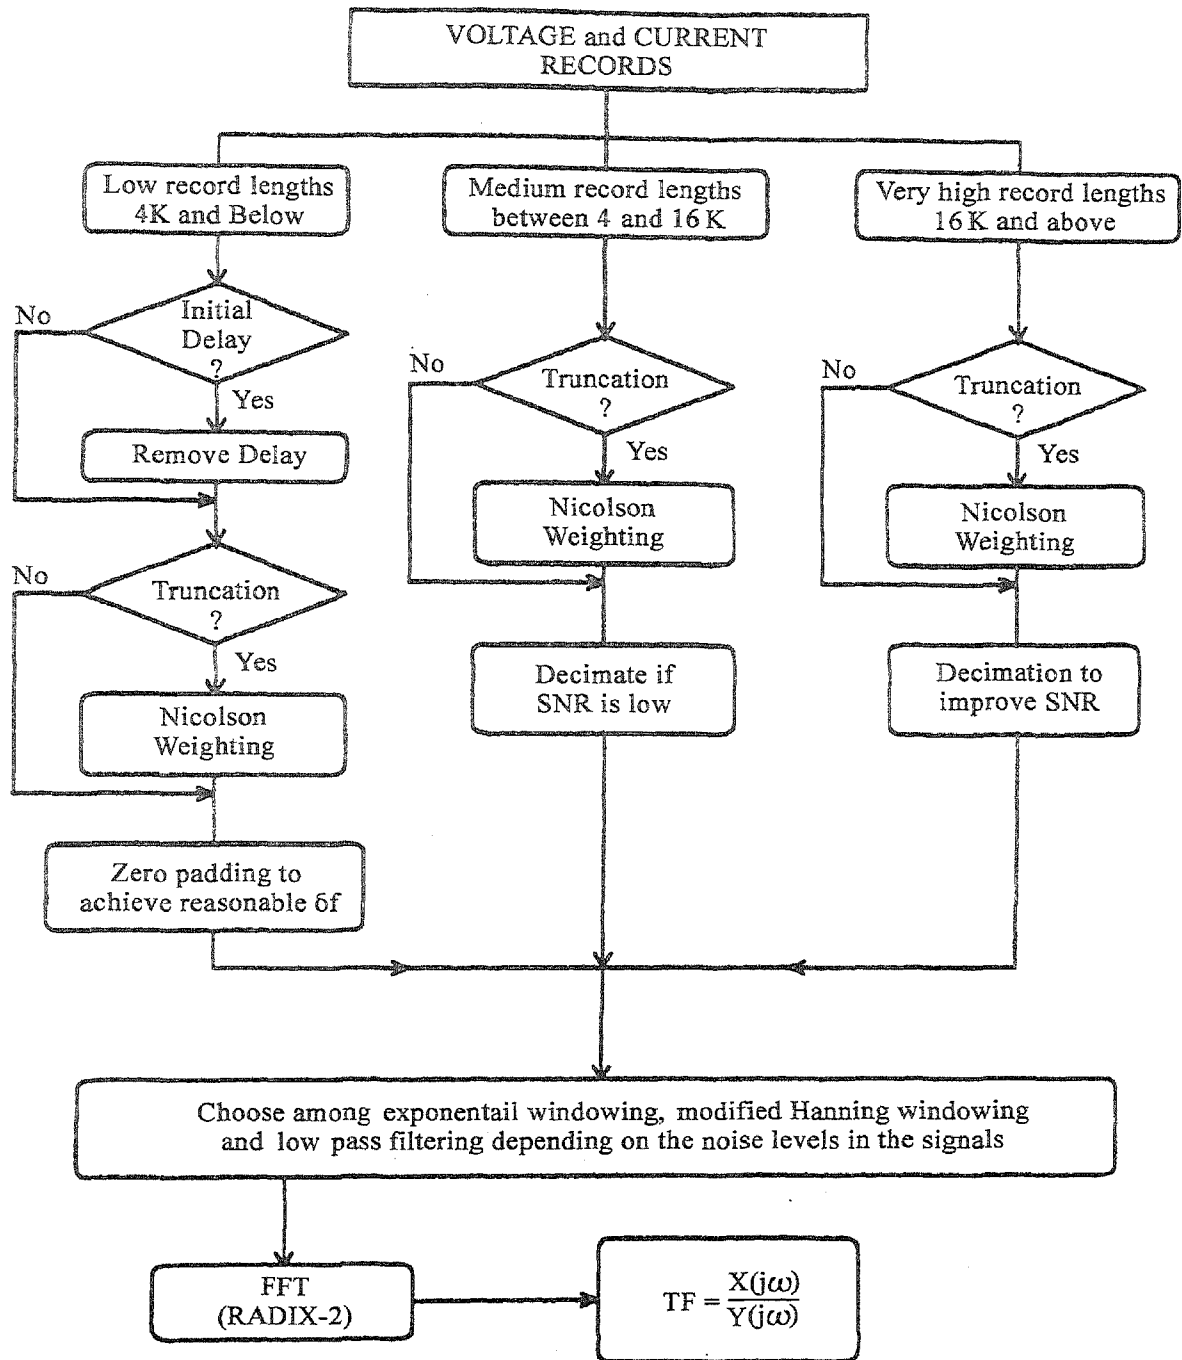 VOLTAGE and CURRENT
RECORDS
Low record lengths
4K and Below
Medium record lengths
between 4 and 16 K
Very high record lengths
16 K and above
Initial
Delay
?
No
Yes
Remove Delay
Truncation
?
No
Yes
Nicolson
Weighting
Zero padding to
achieve reasonable δf
Truncation
?
No
Yes
Nicolson
Weighting
Decimate if
SNR is low
Truncation
?
No
Yes
Nicolson
Weighting
Decimation to
improve SNR
Choose among exponentail windowing, modified Hanning windowing
and low pass filtering depending on the noise levels in the signals
FFT
(RADIX-2)
TF = X(jω)
Y(jω)